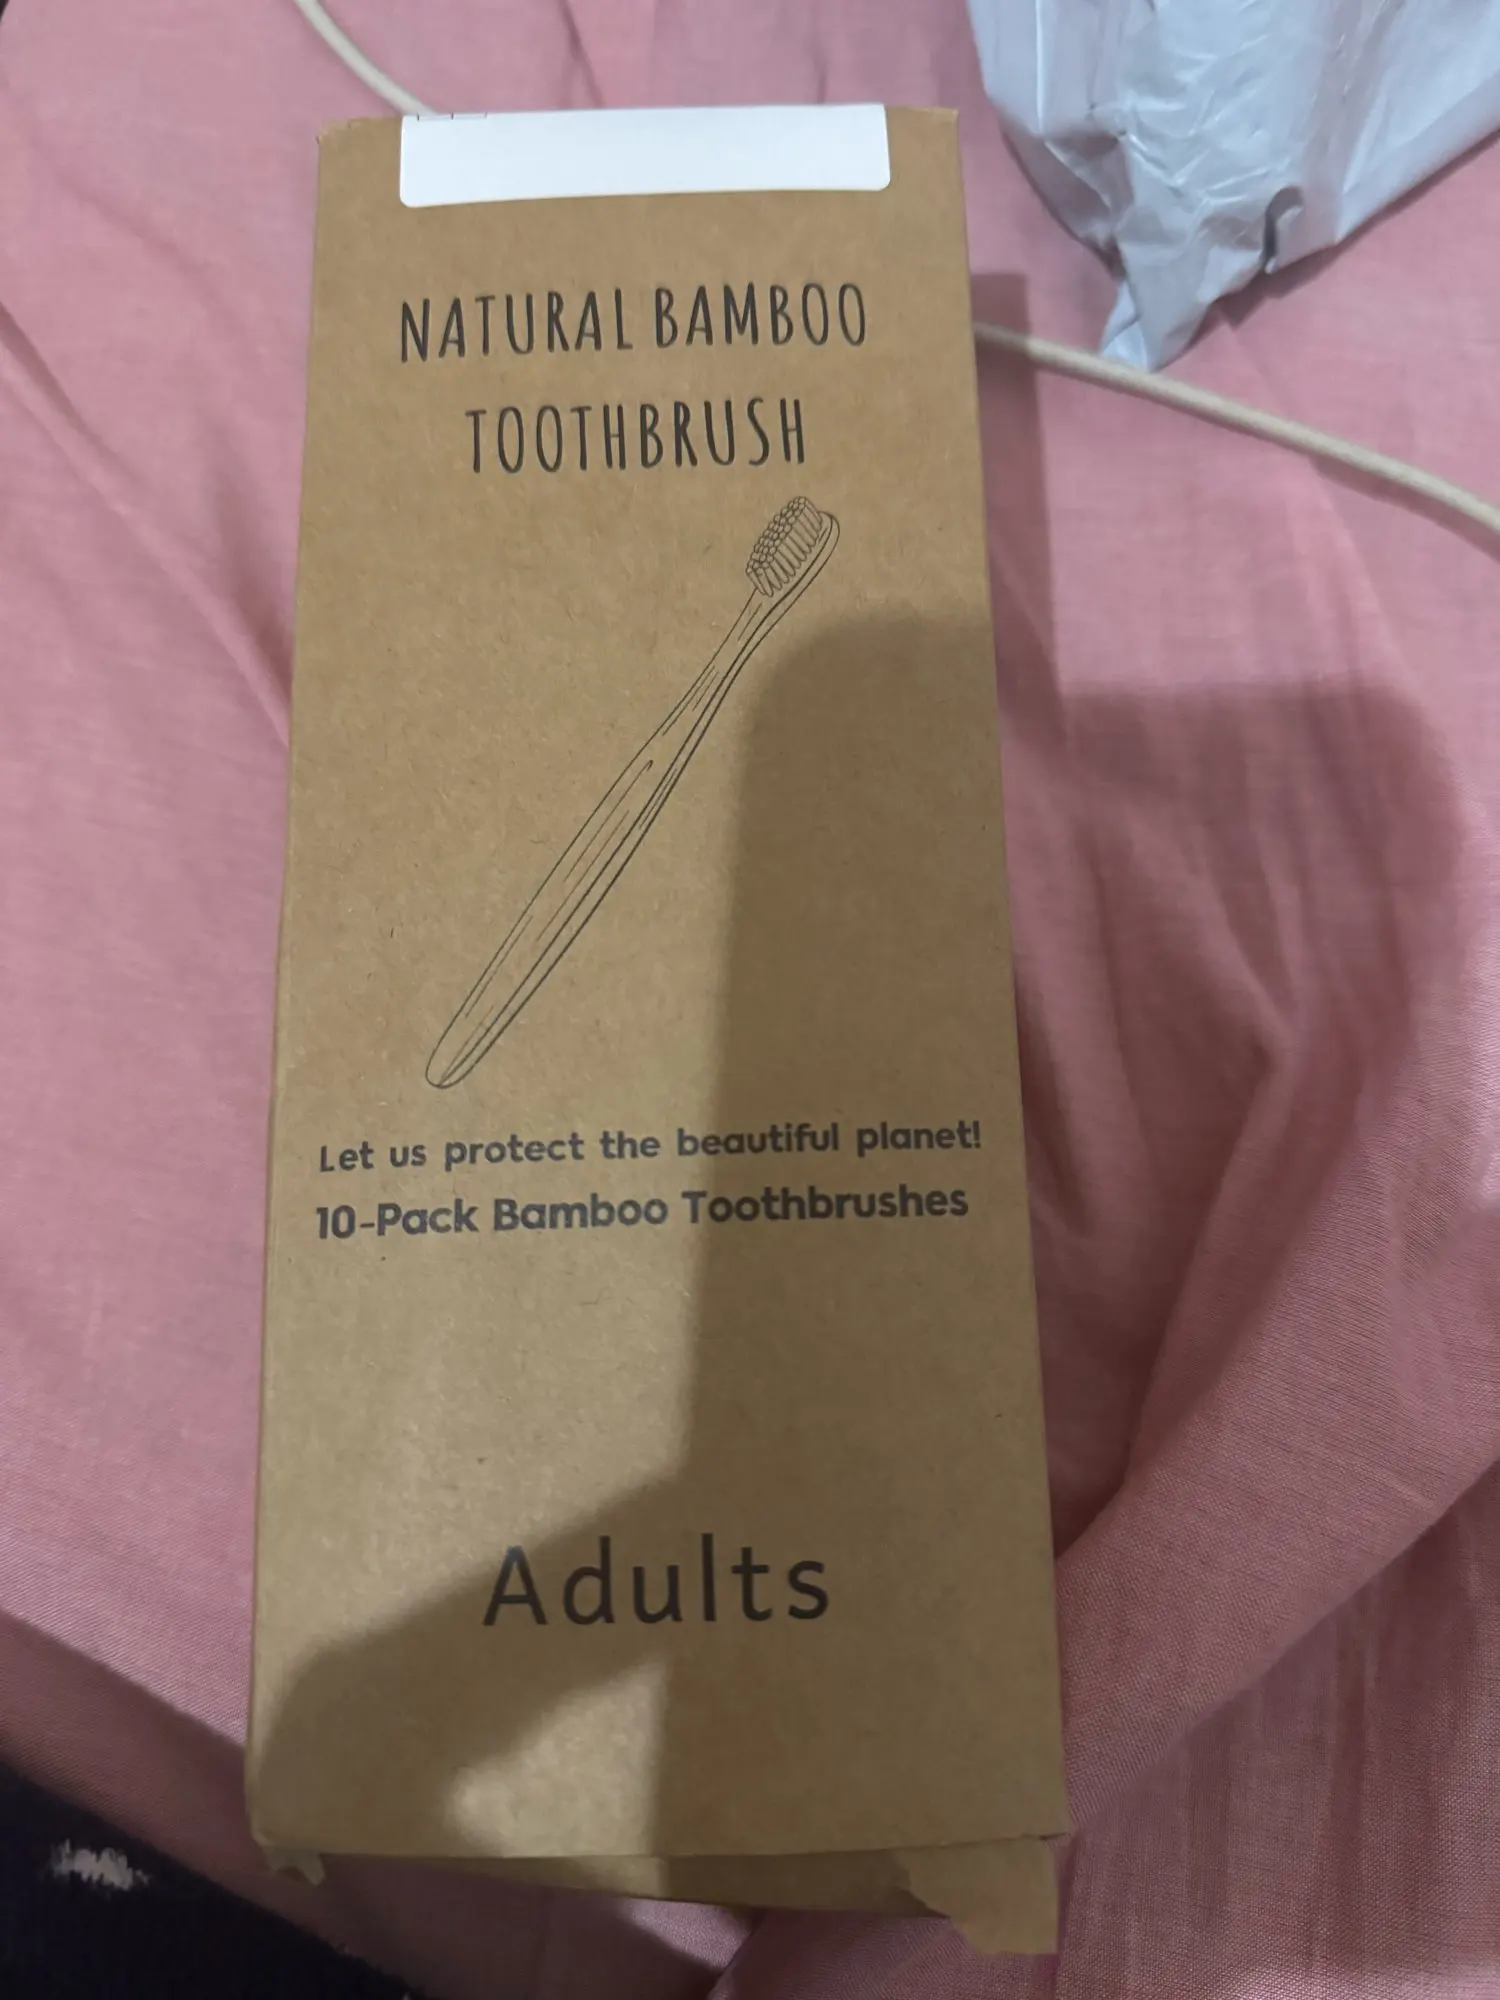 NATURAL BAMBOO
TOOTHBRUSH
Let us protect the beautiful planet!
10-Pack Bamboo Toothbrushes
Adults